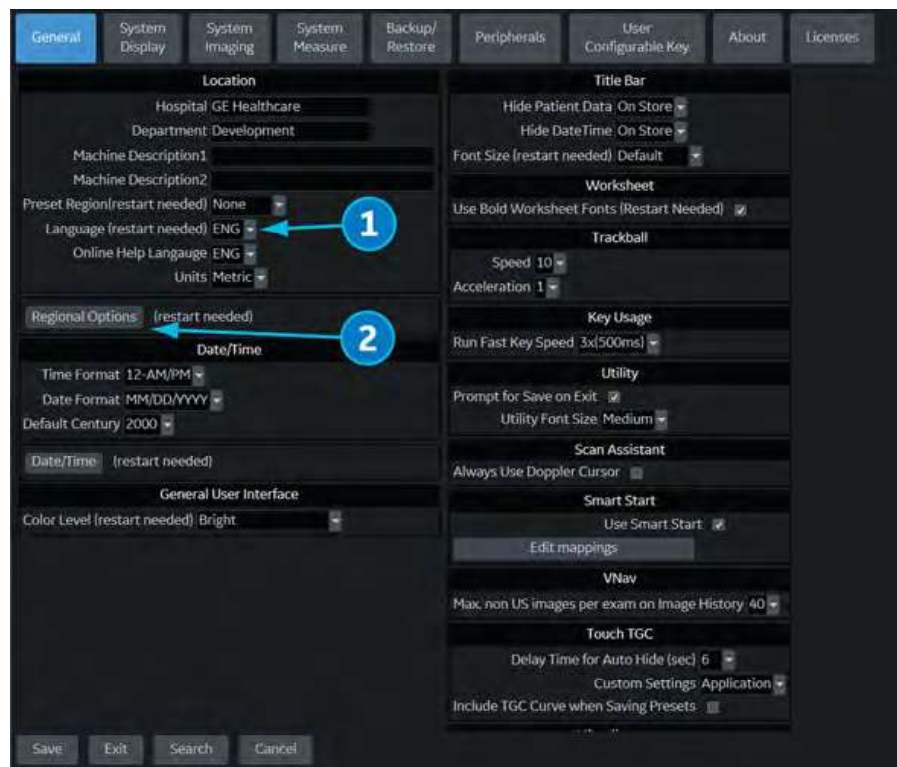 General
System Display
System Imaging
System Measure
Backup/ Restore
Peripherals
User Configurable Key
About
Licenses
Location
Hospital GE Healthcare
Department Development
Machine Description1
Machine Description2
Preset Region(restart needed) None
Language (restart needed) ENG
Online Help Langauge ENG
Units Metric
1
Regional Options (restart needed)
2
Date/Time
Time Format 12-AM/PM
Date Format MM/DD/YYYY
Default Century 2000
Date/Time (restart needed)
General User Interface
Color Level (restart needed) Bright
Title Bar
Hide Patient Data On Store
Hide DateTime On Store
Font Size (restart needed) Default
Worksheet
Use Bold Worksheet Fonts (Restart Needed)
Trackball
Speed 10
Acceleration 1
Key Usage
Run Fast Key Speed 3x(500ms)
Utility
Prompt for Save on Exit
Utility Font Size Medium
Scan Assistant
Always Use Doppler Cursor
Smart Start
Use Smart Start
Edit mappings
VNav
Max. non US images per exam on Image History 40
Touch TGC
Delay Time for Auto Hide (sec) 6
Custom Settings Application
Include TGC Curve when Saving Presets
Save
Exit
Search
Cancel